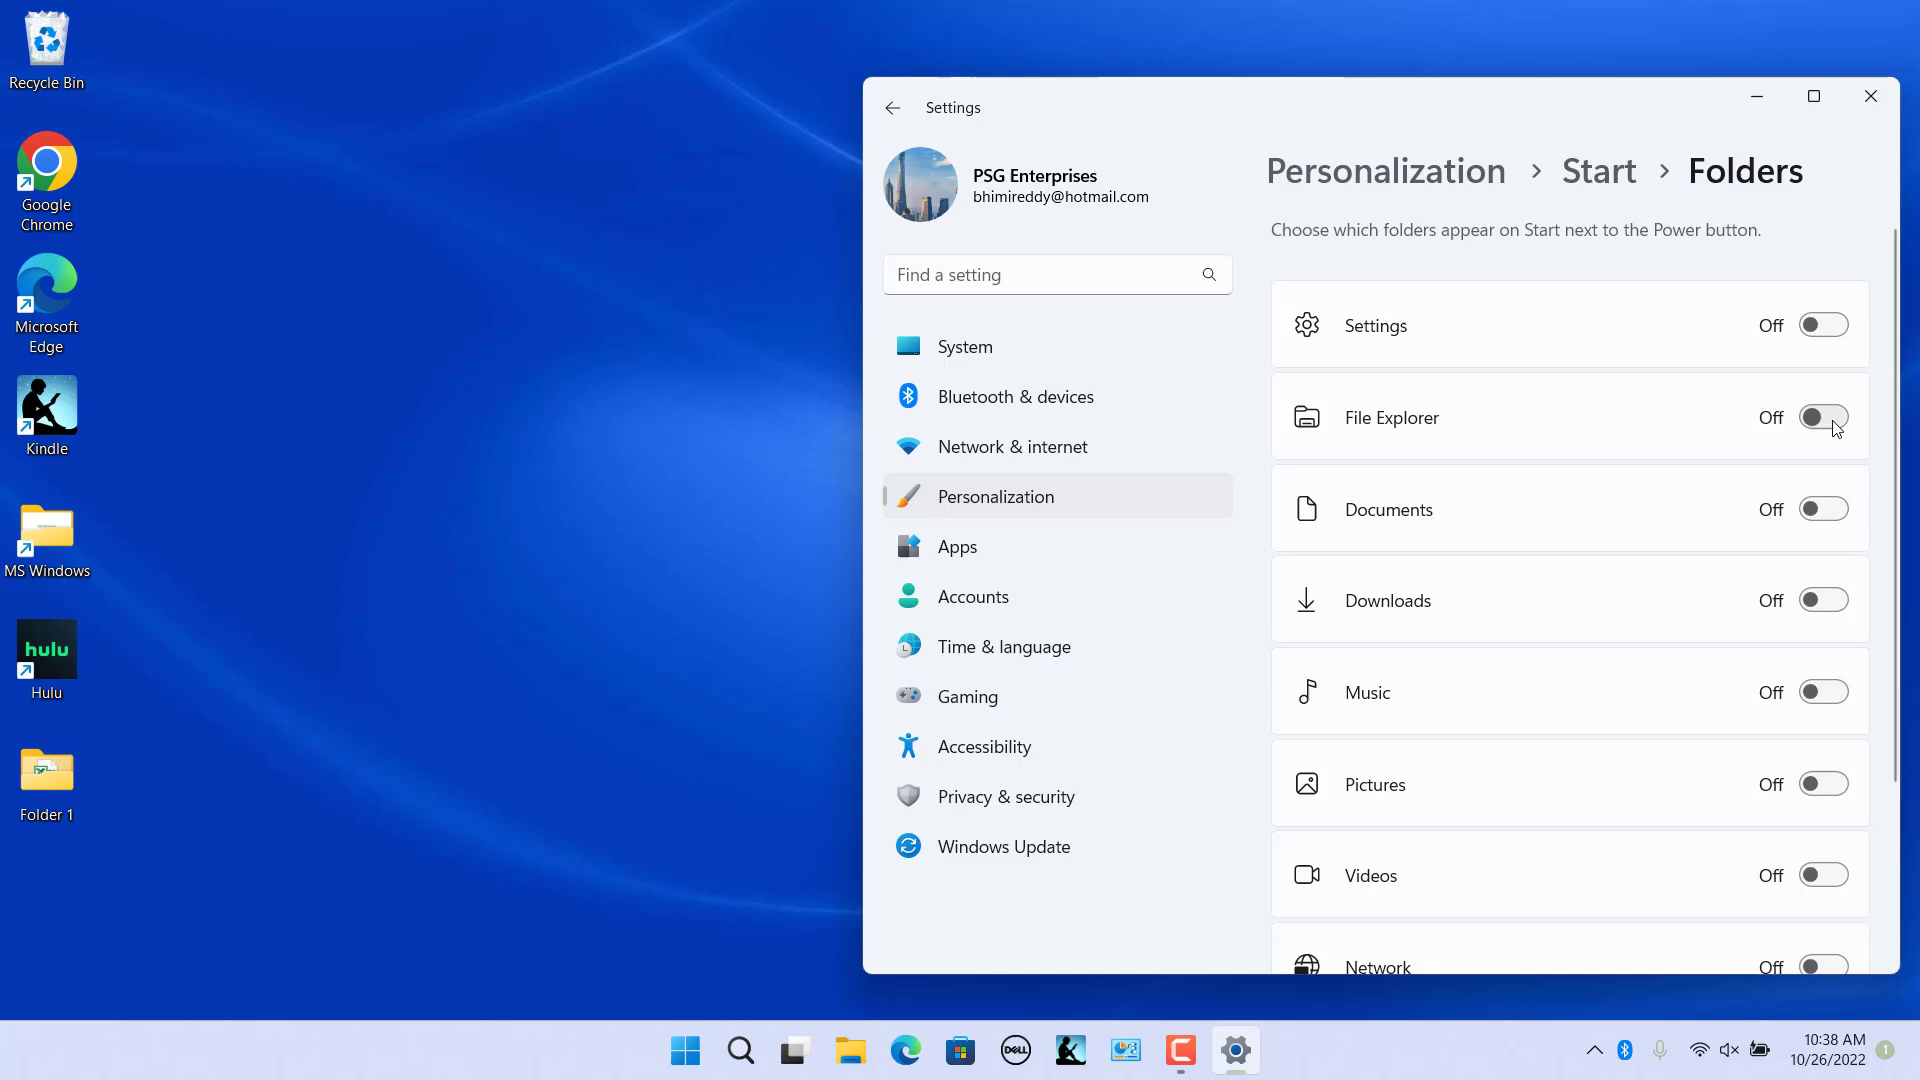 Recycle Bin
Google
Chrome
Microsoft
Edge
Kindle
MS Windows
hulu
Hulu
Folder 1
Settings
PSG Enterprises
bhimireddy@hotmail.com
Find a setting
System
Bluetooth & devices
Network & internet
Personalization
Apps
Accounts
Time & language
Gaming
Accessibility
Privacy & security
Windows Update
Personalization > Start > Folders
Choose which folders appear on Start next to the Power button.
Settings Off
File Explorer Off
Documents Off
Downloads Off
Music Off
Pictures Off
Videos Off
Network Off
DELL
10:38 AM
10/26/2022
1